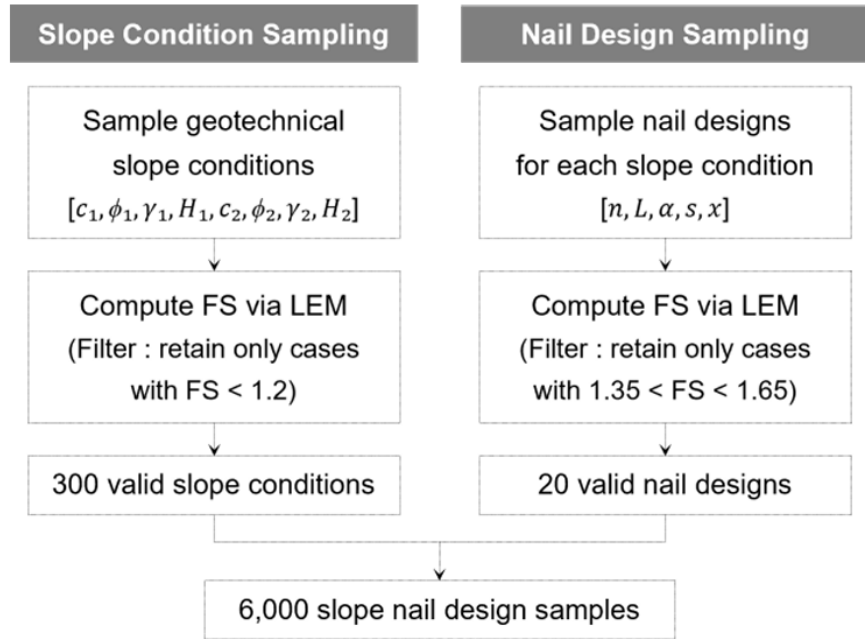 Slope Condition Sampling
Sample geotechnical
slope conditions
[c₁, ϕ₁, γ₁, H₁, c₂, ϕ₂, γ₂, H₂]
Compute FS via LEM
(Filter : retain only cases
with FS < 1.2)
300 valid slope conditions
Nail Design Sampling
Sample nail designs
for each slope condition
[n, L, α, s, x]
Compute FS via LEM
(Filter : retain only cases
with 1.35 < FS < 1.65)
20 valid nail designs
6,000 slope nail design samples